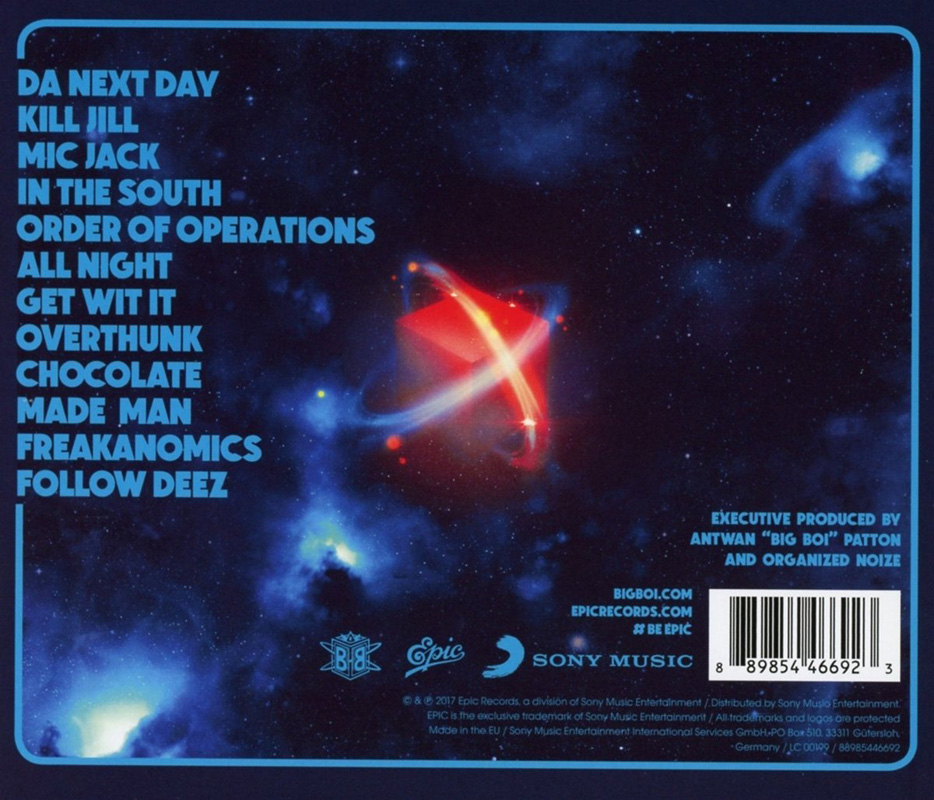 DA NEXT DAY
KILL JILL
MIC JACK
IN THE SOUTH
ORDER OF OPERATIONS
ALL NIGHT
GET WIT IT
OVERTHUNK
CHOCOLATE
MADE MAN
FREAKANOMICS
FOLLOW DEEZ
EXECUTIVE PRODUCED BY
ANTWAN "BIG BOI" PATTON
AND ORGANIZED NOIZE
BIGBOI.COM
EPICRECORDS.COM
# BE EPIC
B B
Epic
SONY MUSIC
8 89854 46692 3
© & ℗ 2017 Epic Records, a division of Sony Music Entertainment / Distributed by Sony Music Entertainment.
EPIC is the exclusive trademark of Sony Music Entertainment / All trademarks and logos are protected
Made in the EU / Sony Music Entertainment International Services GmbH, PO Box 510, 33311 Gütersloh,
Germany / LC 00199 / 88985446692